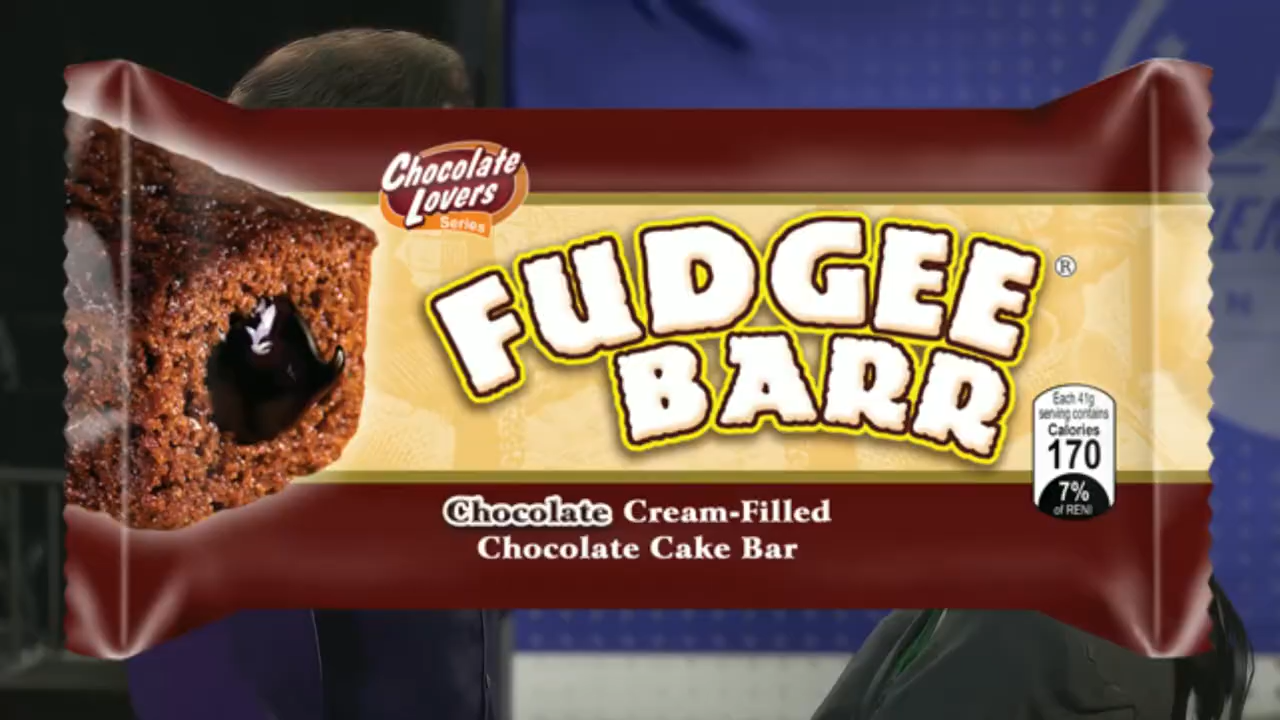 Chocolate
Lovers
Series
FUDGEE
BARR
®
Each 41g
serving contains
Calories
170
7%
of RENI
Chocolate Cream-Filled
Chocolate Cake Bar